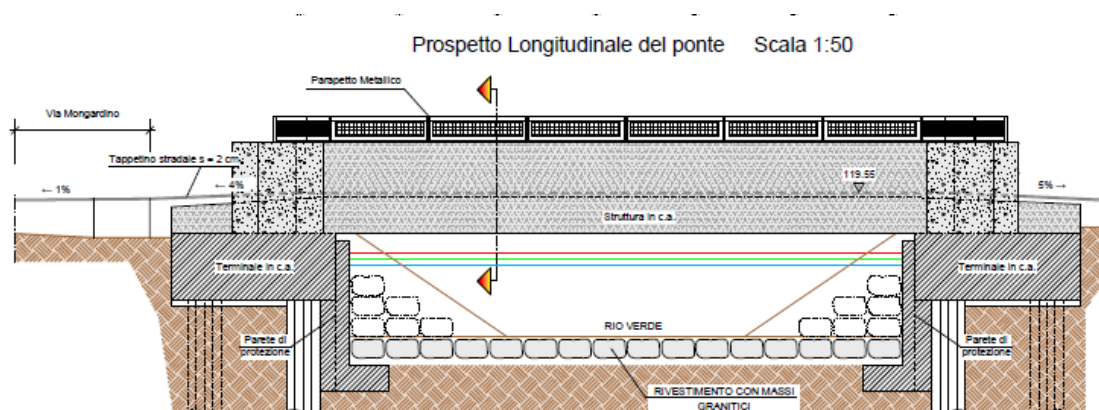 Prospetto Longitudinale del ponte Scala 1:50
Parapetto Metallico
Via Mongardino
Tappetino stradale s = 2 cm
← 1%
← 4%
119.55
5% →
Struttura in c.a.
Terminale in c.a.
Terminale in c.a.
RIO VERDE
Parete di
protezione
Parete di
protezione
RIVESTIMENTO CON MASSI
GRANITICI